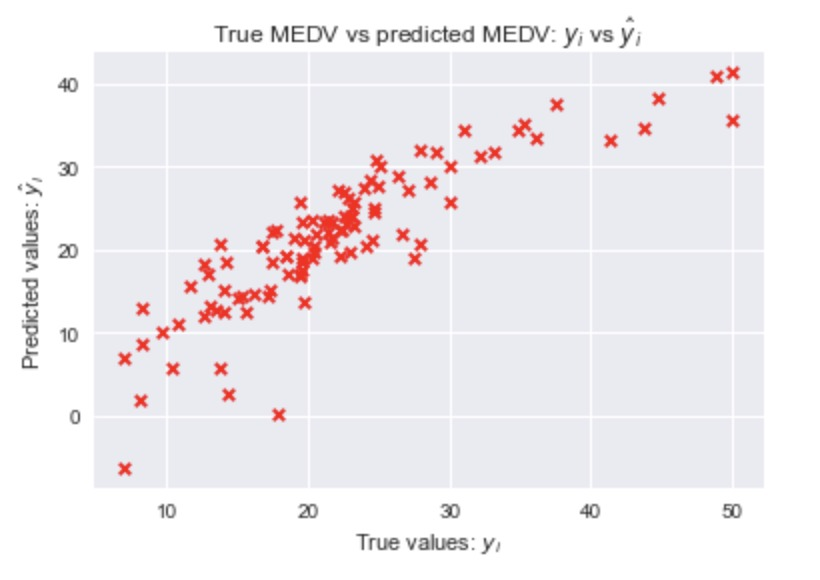 True MEDV vs predicted MEDV: yᵢ vs ŷᵢ
40
30
20
10
0
Predicted values: ŷᵢ
10 20 30 40 50
True values: yᵢ